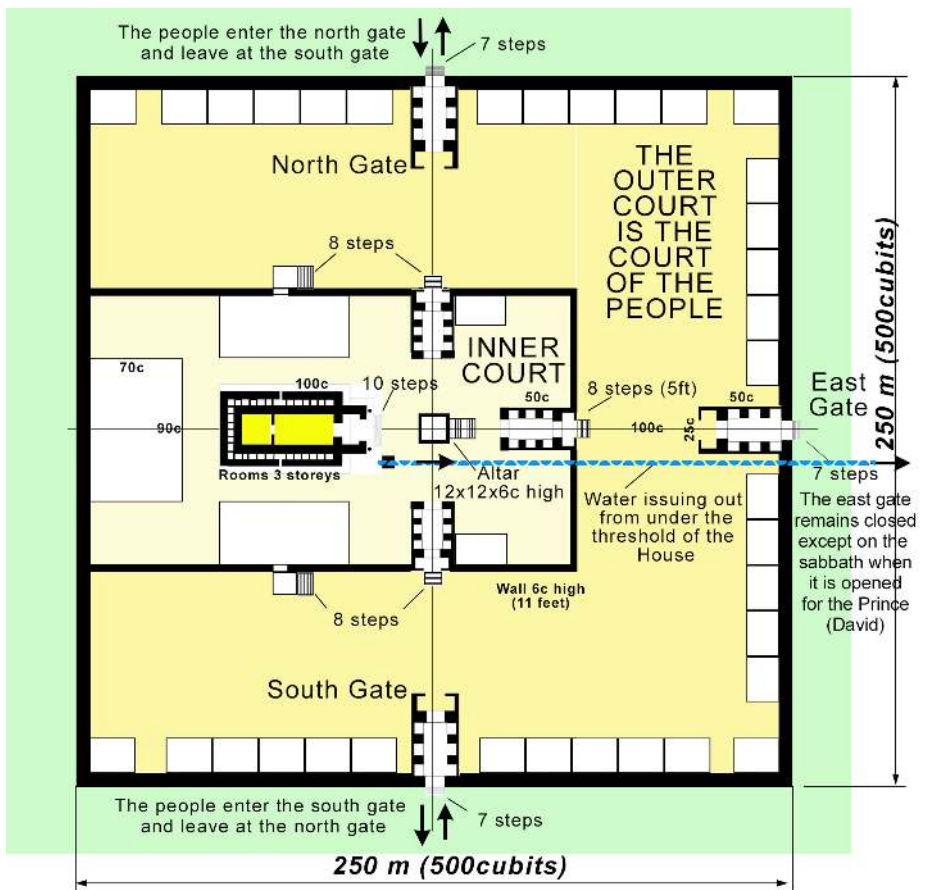 The people enter the north gate
and leave at the south gate
7 steps
North Gate
THE
OUTER
COURT
IS THE
COURT
OF THE
PEOPLE
8 steps
250 m (500cubits)
INNER
COURT
70c
100c
10 steps
50c
8 steps (5ft)
50c
East
Gate
90c
100c
25c
Rooms 3 storeys
Altar
12x12x6c high
7 steps
Water issuing out
from under the
threshold of the
House
The east gate
remains closed
except on the
sabbath when
it is opened
for the Prince
(David)
Wall 6c high
(11 feet)
8 steps
South Gate
The people enter the south gate
and leave at the north gate
7 steps
250 m (500cubits)